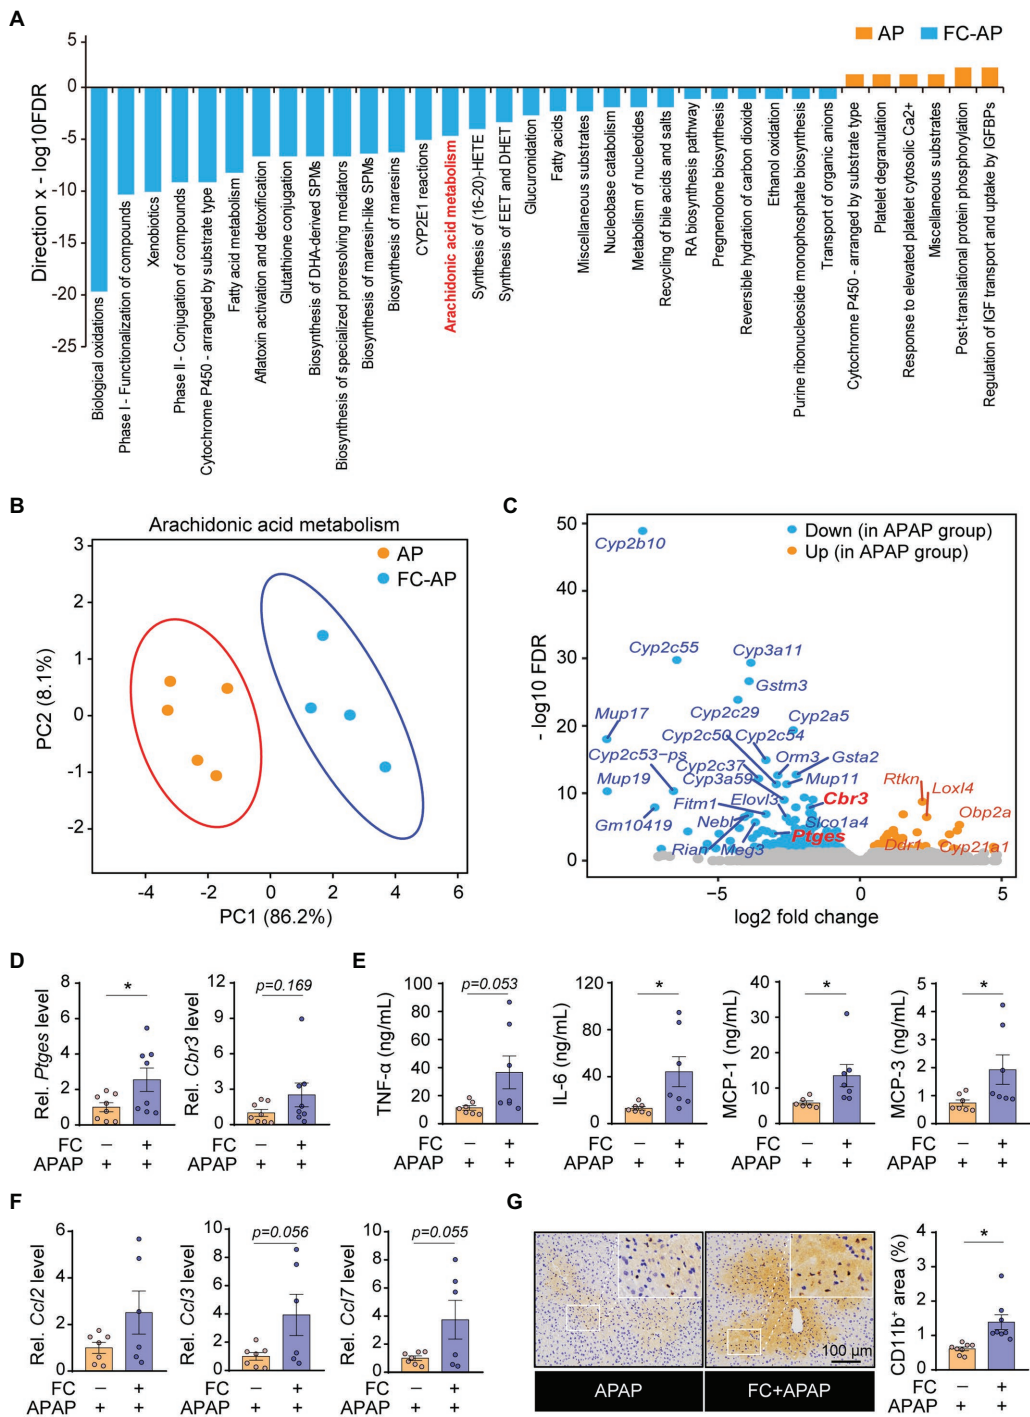 A
5
0
-5
-10
-15
-20
-25
Direction x - log10FDR
AP
FC-AP
Biological oxidations
Phase I - Functionalization of compounds
Xenobiotics
Phase II - Conjugation of compounds
Cytochrome P450 - arranged by substrate type
Fatty acid metabolism
Aflatoxin activation and detoxification
Glutathione conjugation
Biosynthesis of DHA-derived SPMs
Biosynthesis of specialized proresolving mediators
Biosynthesis of maresin-like SPMs
Biosynthesis of maresins
CYP2E1 reactions
Arachidonic acid metabolism
Synthesis of (16-20)-HETE
Synthesis of EET and DHET
Glucuronidation
Fatty acids
Miscellaneous substrates
Nucleobase catabolism
Metabolism of nucleotides
Recycling of bile acids and salts
RA biosynthesis pathway
Pregnenolone biosynthesis
Reversible hydration of carbon dioxide
Ethanol oxidation
Purine ribonucleoside monophosphate biosynthesis
Transport of organic anions
Cytochrome P450 - arranged by substrate type
Platelet degranulation
Response to elevated platelet cytosolic Ca2+
Miscellaneous substrates
Post-translational protein phosphorylation
Regulation of IGF transport and uptake by IGFBPs
B
Arachidonic acid metabolism
AP
FC-AP
3
2
1
0
-1
-2
PC2 (8.1%)
-4
-2
0
2
4
6
PC1 (86.2%)
C
Down (in APAP group)
Up (in APAP group)
50
40
30
20
10
0
- log10 FDR
Cyp2b10
Cyp2c55
Cyp3a11
Gstm3
Mup17
Cyp2c29
Cyp2a5
Cyp2c50
Cyp2c54
Cyp2c53-ps
Cyp2c37
Orm3
Gsta2
Mup19
Cyp3a59
Mup11
Rtkn
Loxl4
Fitm1
Elovl3
Cbr3
Obp2a
Gm10419
Nebl
Slco1a4
Ptges
Rian
Meg3
Ddr1
Cyp21a1
−5
0
5
log2 fold change
D
Rel. Ptges level
8
6
4
2
0
*
FC − +
APAP + +
Rel. Cbr3 level
12
9
6
3
0
p=0.169
− +
+ +
E
TNF-α (ng/mL)
100
80
60
40
20
0
p=0.053
FC − +
APAP + +
IL-6 (ng/mL)
120
80
40
0
*
− +
+ +
MCP-1 (ng/mL)
40
30
20
10
0
*
− +
+ +
MCP-3 (ng/mL)
5
4
3
2
1
0
*
− +
+ +
F
Rel. Ccl2 level
6
4
2
0
FC − +
APAP + +
Rel. Ccl3 level
10
8
6
4
2
0
p=0.056
− +
+ +
Rel. Ccl7 level
10
8
6
4
2
0
p=0.055
− +
+ +
G
100 μm
APAP
FC+APAP
CD11b+ area (%)
4
3
2
1
0
*
FC − +
APAP + +